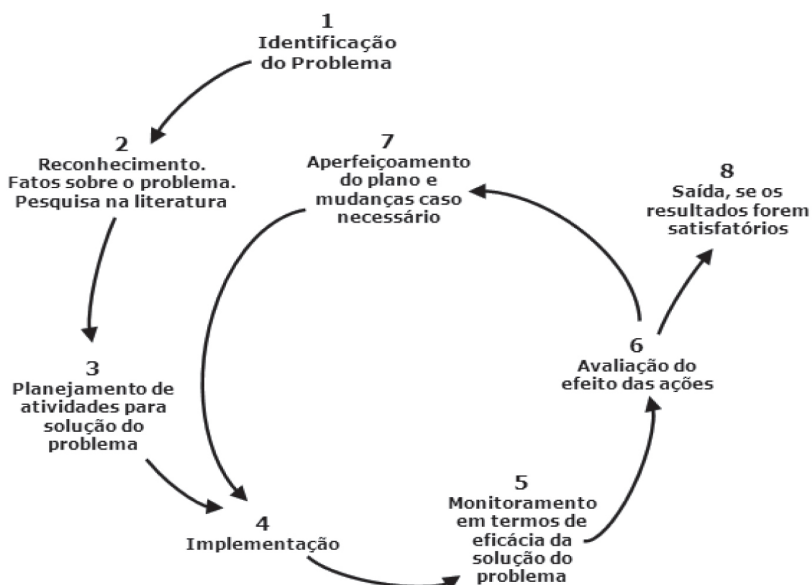 1
Identificação
do Problema
2
Reconhecimento.
Fatos sobre o problema.
Pesquisa na literatura
3
Planejamento de
atividades para
solução do
problema
4
Implementação
5
Monitoramento
em termos de
eficácia da
solução do
problema
6
Avaliação do
efeito das ações
7
Aperfeiçoamento
do plano e
mudanças caso
necessário
8
Saída, se os
resultados forem
satisfatórios